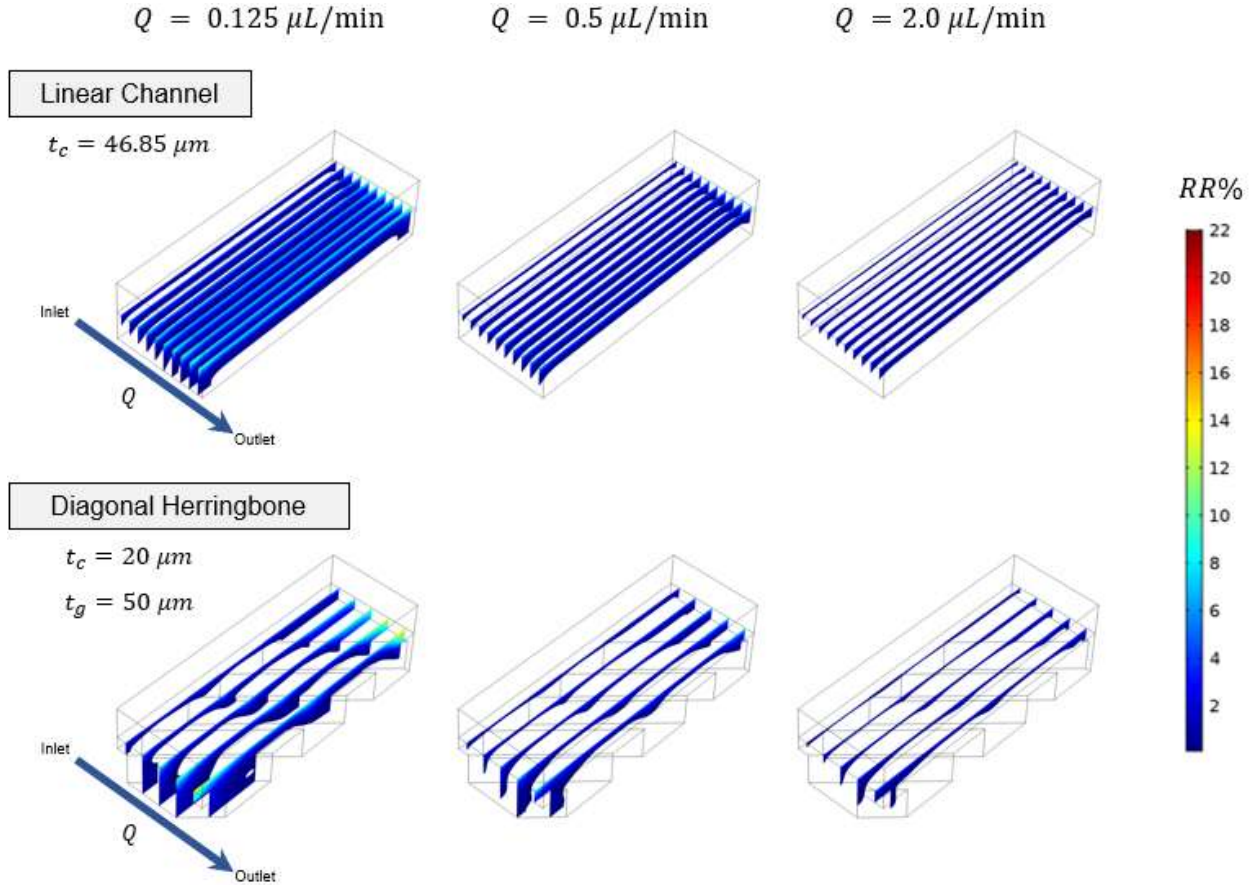 Q = 0.125 μL/min
Q = 0.5 μL/min
Q = 2.0 μL/min
Linear Channel
t_c = 46.85 μm
Inlet
Q
Outlet
RR%
22
20
18
16
14
12
10
8
6
4
2
Diagonal Herringbone
t_c = 20 μm
t_g = 50 μm
Inlet
Q
Outlet